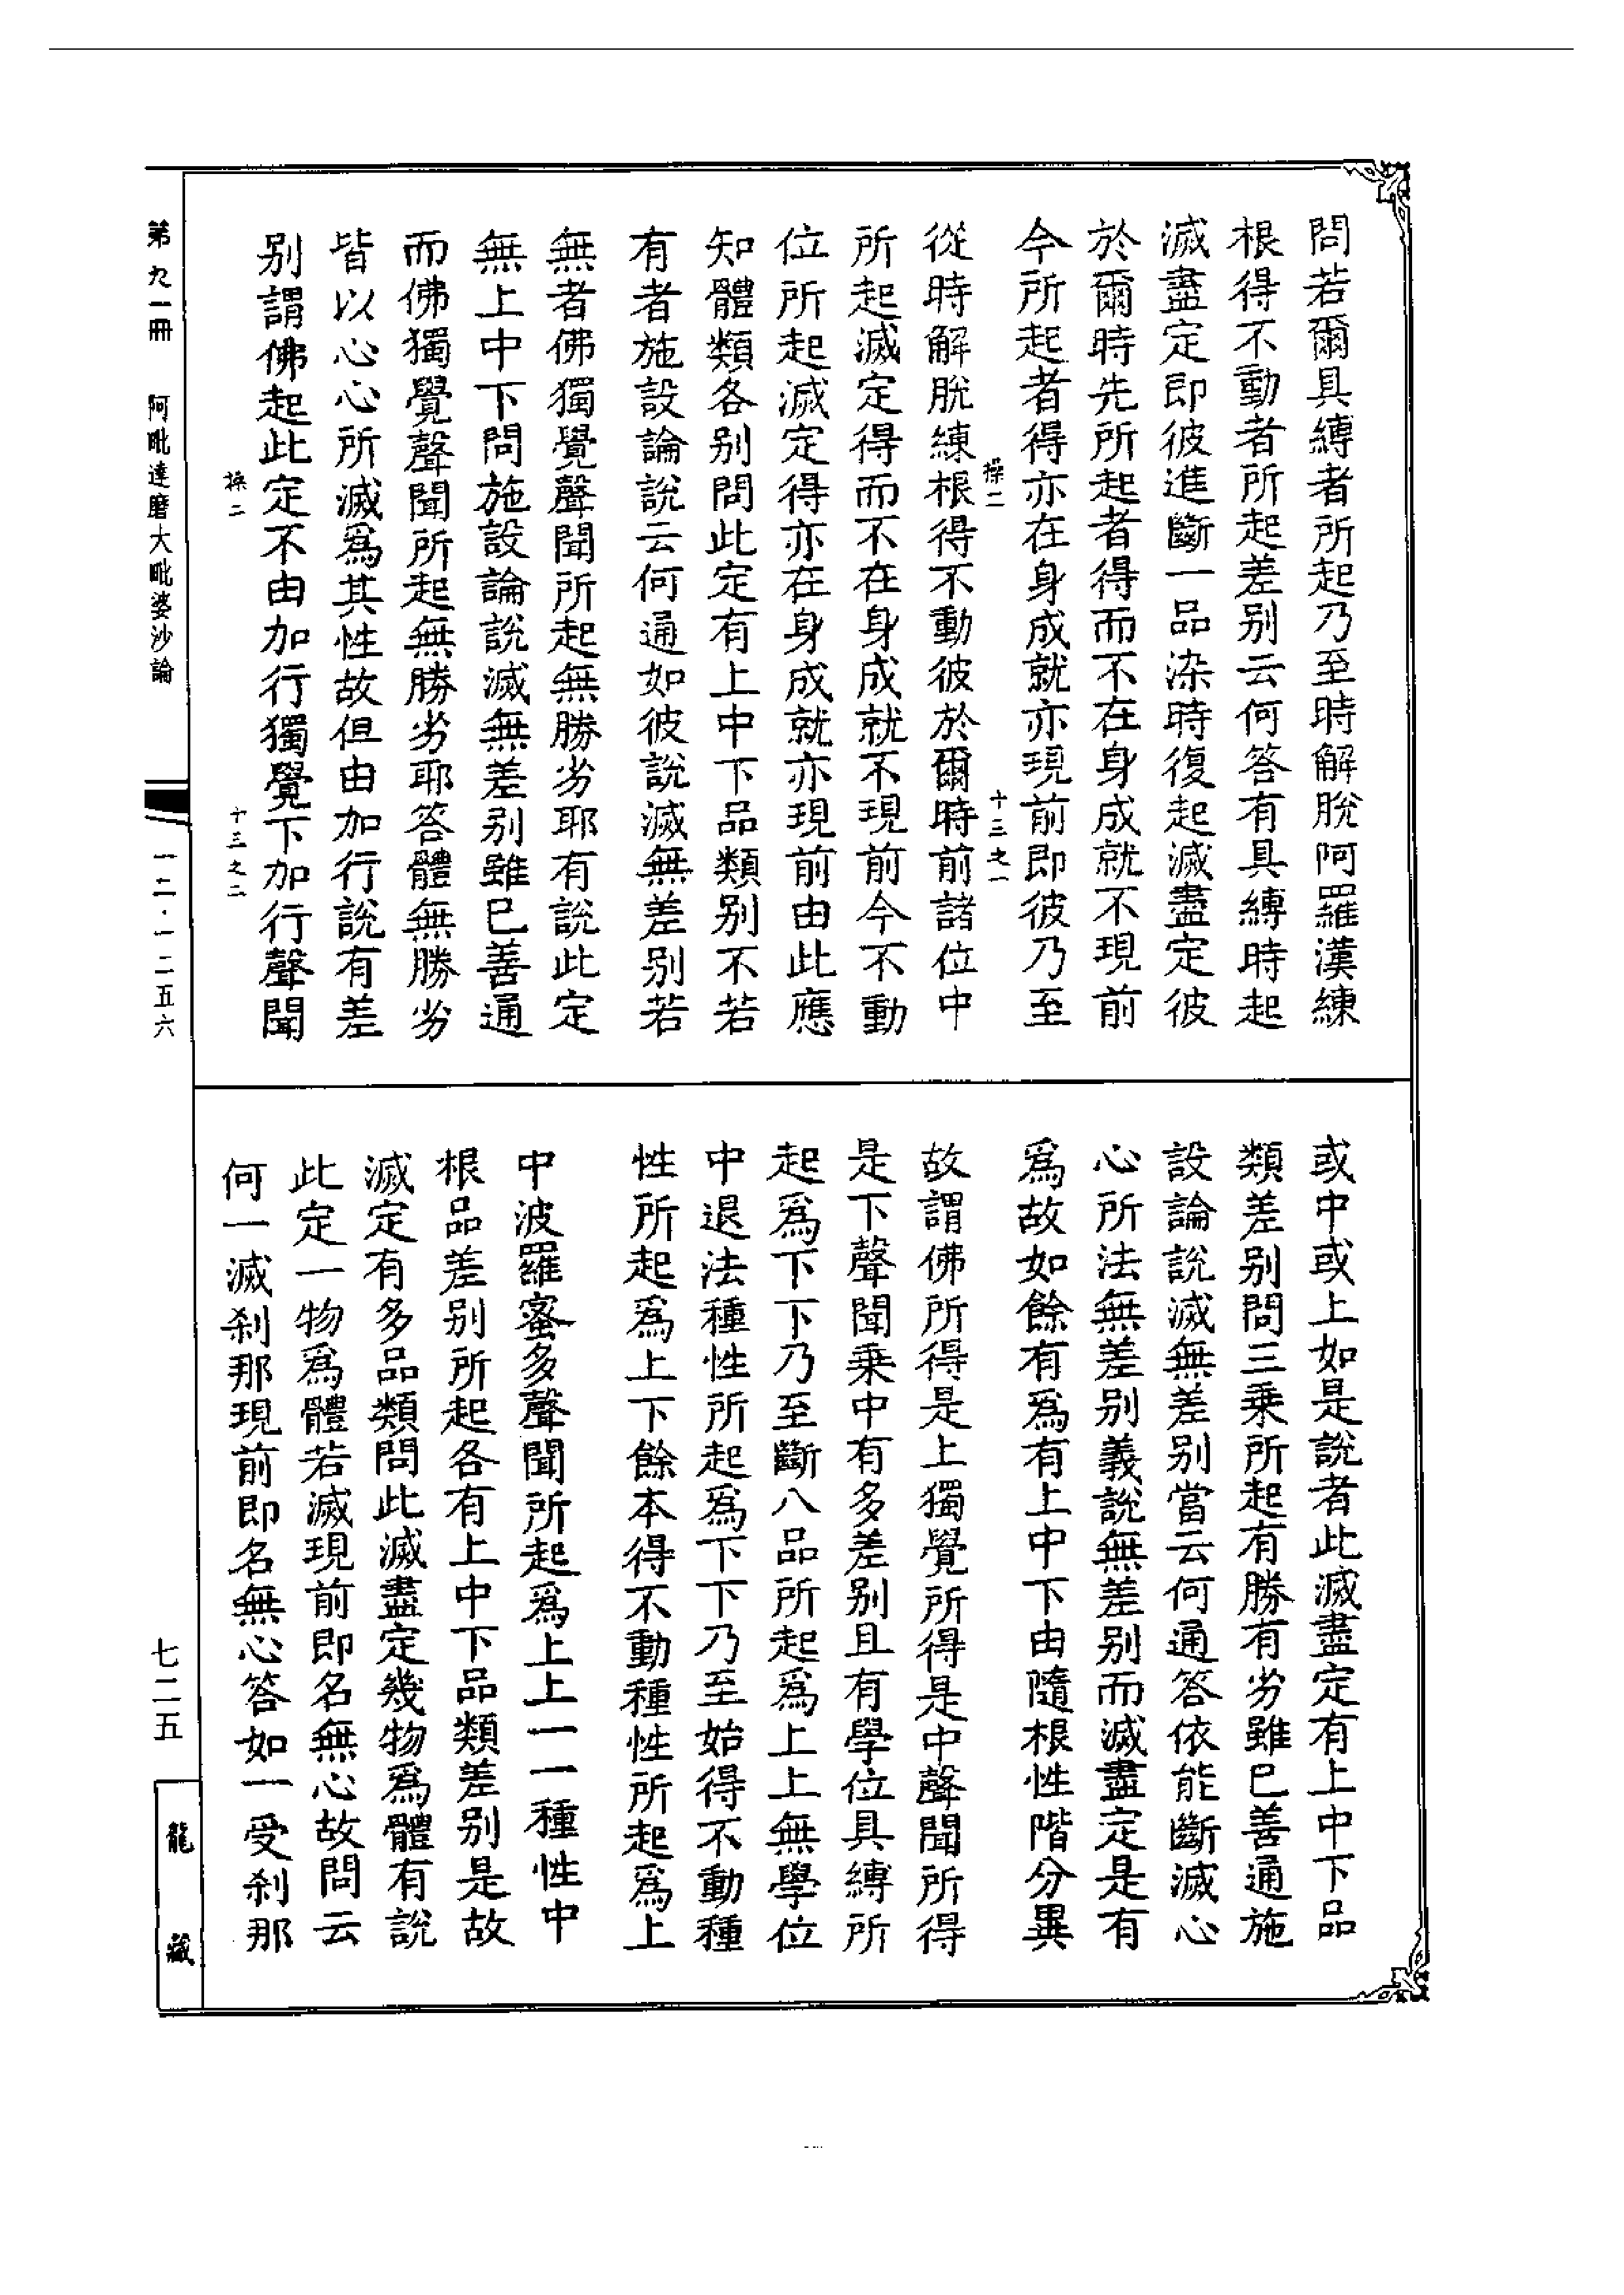 問若爾具縛者所起乃至時解脫阿羅漢練
根得不動者所起差別云何答有具縛時起
滅盡定即彼進斷一品染時復起滅盡定彼
於爾時先所起者得而不在身成就不現前
今所起者得亦在身成就亦現前即彼乃至
操二 十三之一
從時解脫練根得不動彼於爾時前諸位中
所起滅定得而不在身成就不現前今不動
位所起滅定得亦在身成就亦現前由此應
知體類各別問此定有上中下品類別不若
有者施設論說云何通如彼說滅無差別若
無者佛獨覺聲聞所起無勝劣耶有說此定
無上中下問施設論說滅無差別雖已善通
而佛獨覺聲聞所起無勝劣耶答體無勝劣
皆以心心所滅爲其性故但由加行說有差
別謂佛起此定不由加行獨覺下加行聲聞
操二 十三之二
或中或上如是說者此滅盡定有上中下品
類差別問三乘所起有勝有劣雖已善通施
設論說滅無差別當云何通答依能斷滅心
心所法無差別義說無差別而滅盡定是有
爲故如餘有爲有上中下由隨根性階分異
故謂佛所得是上獨覺所得是中聲聞所得
是下聲聞乘中有多差別且有學位具縛所
起爲下下乃至斷八品所起爲上上無學位
中退法種性所起爲下下乃至始得不動種
性所起爲上下餘本得不動種性所起爲上
中波羅蜜多聲聞所起爲上上一一種性中
根品差別所起各有上中下品類差別是故
滅定有多品類問此滅盡定幾物爲體有說
此定一物爲體若滅現前即名無心故問云
何一滅刹那現前即名無心答如一受刹那
第九一冊 阿毗達磨大毗婆沙論
一二·一二五六
七二五
龍藏